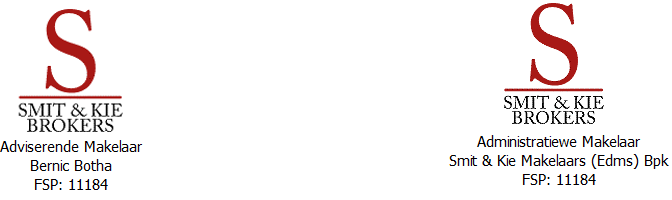 S
SMIT & KIE
BROKERS
Adviserende Makelaar
Bernic Botha
FSP: 11184
S
SMIT & KIE
BROKERS
Administratiewe Makelaar
Smit & Kie Makelaars (Edms) Bpk
FSP: 11184